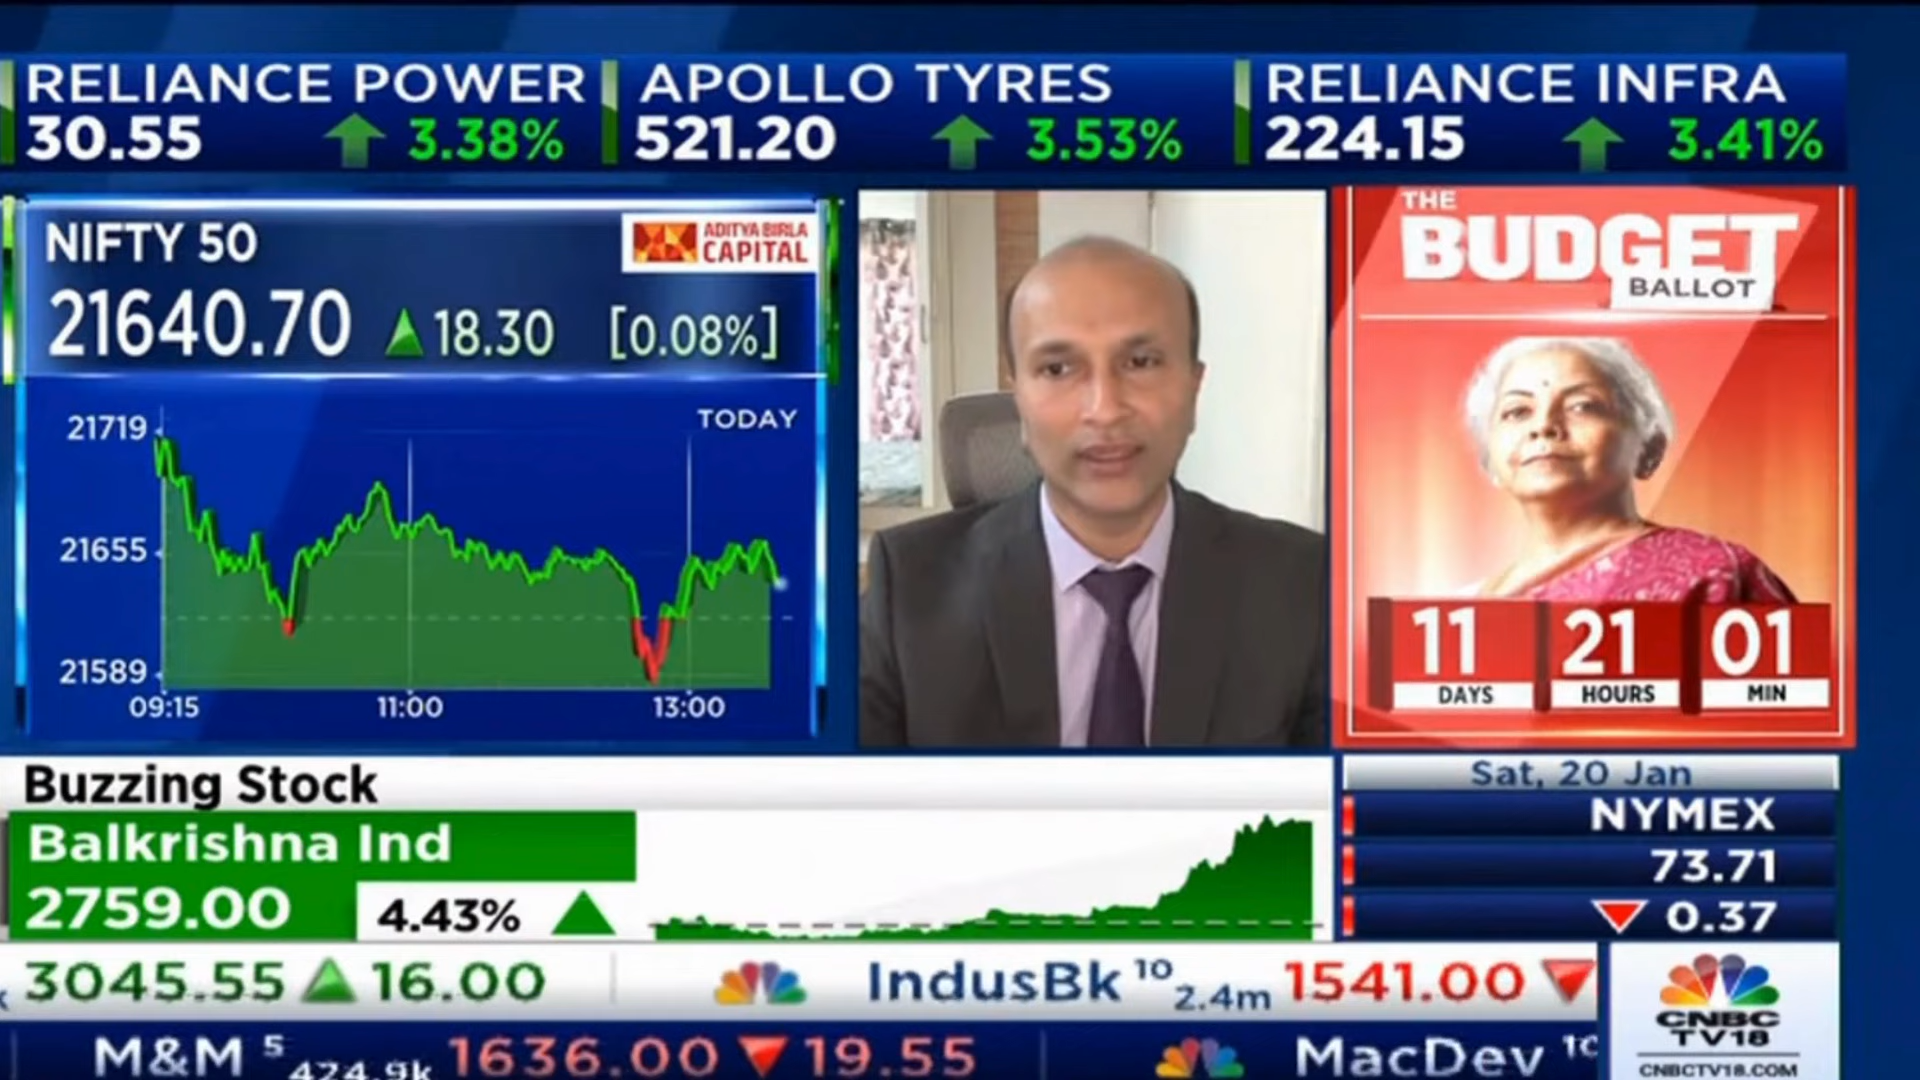 RELIANCE POWER
30.55 3.38%
APOLLO TYRES
521.20 3.53%
RELIANCE INFRA
224.15 3.41%
NIFTY 50
ADITYA BIRLA
CAPITAL
21640.70 18.30 [0.08%]
TODAY
21719
21655
21589
09:15 11:00 13:00
THE
BUDGET
BALLOT
11 21 01
DAYS HOURS MIN
Buzzing Stock
Balkrishna Ind
2759.00 4.43%
Sat, 20 Jan
NYMEX
73.71
0.37
3045.55 16.00 IndusBk 10 2.4m 1541.00
M&M 5 424.9k 1636.00 19.55 MacDev
CNBC
TV18
CNBCTV18.COM